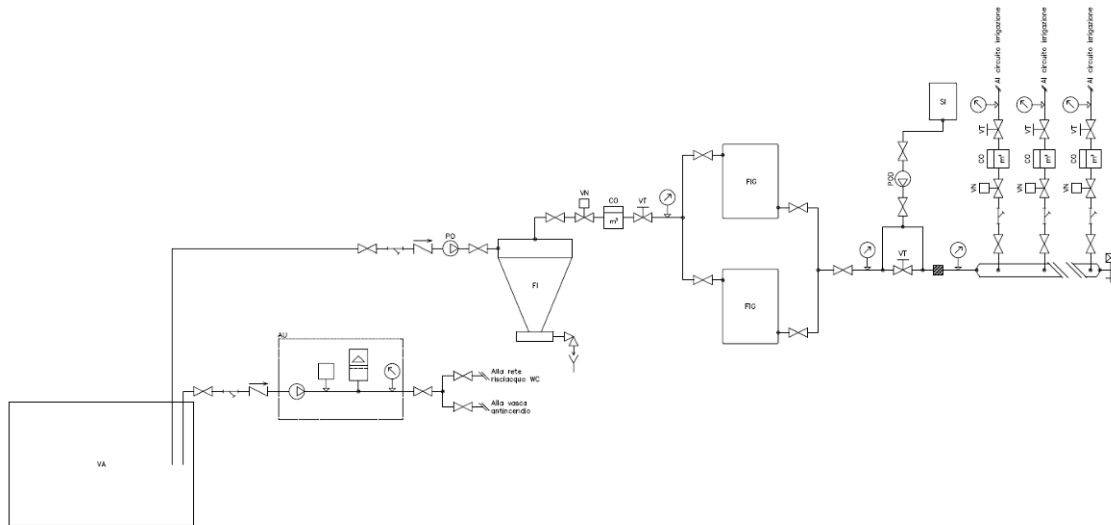 Al circuito irrigazione
Al circuito irrigazione
Al circuito irrigazione
SI
VT
VT
VT
CO
m³
CO
m³
CO
m³
POD
FIG
VN
VN
VN
VN
CO
m³
VT
PO
VT
FI
FIG
AU
Alla rete
risciacquo WC
Alla vasca
antincendio
VA